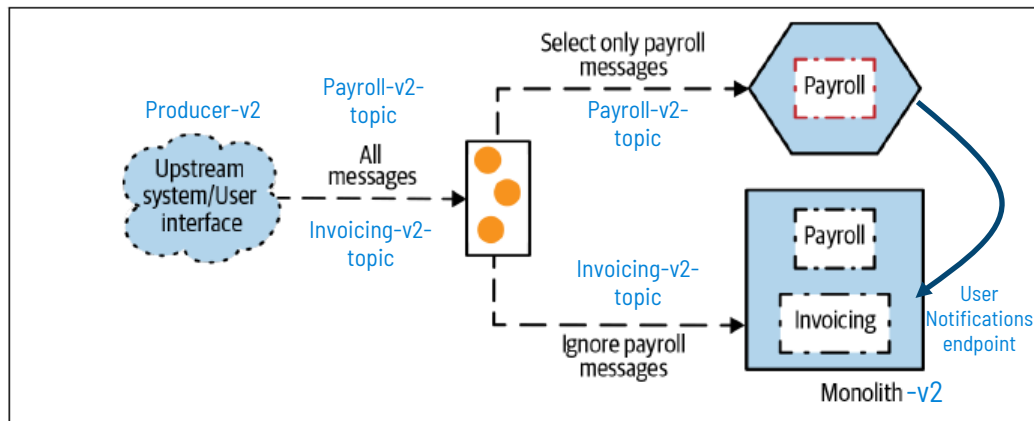 Producer-v2
Upstream
system/User
interface
Payroll-v2-
topic
All
messages
Invoicing-v2-
topic
Select only payroll
messages
Payroll-v2-
topic
Payroll
Invoicing-v2-
topic
Ignore payroll
messages
Payroll
Invoicing
Monolith -v2
User
Notifications
endpoint